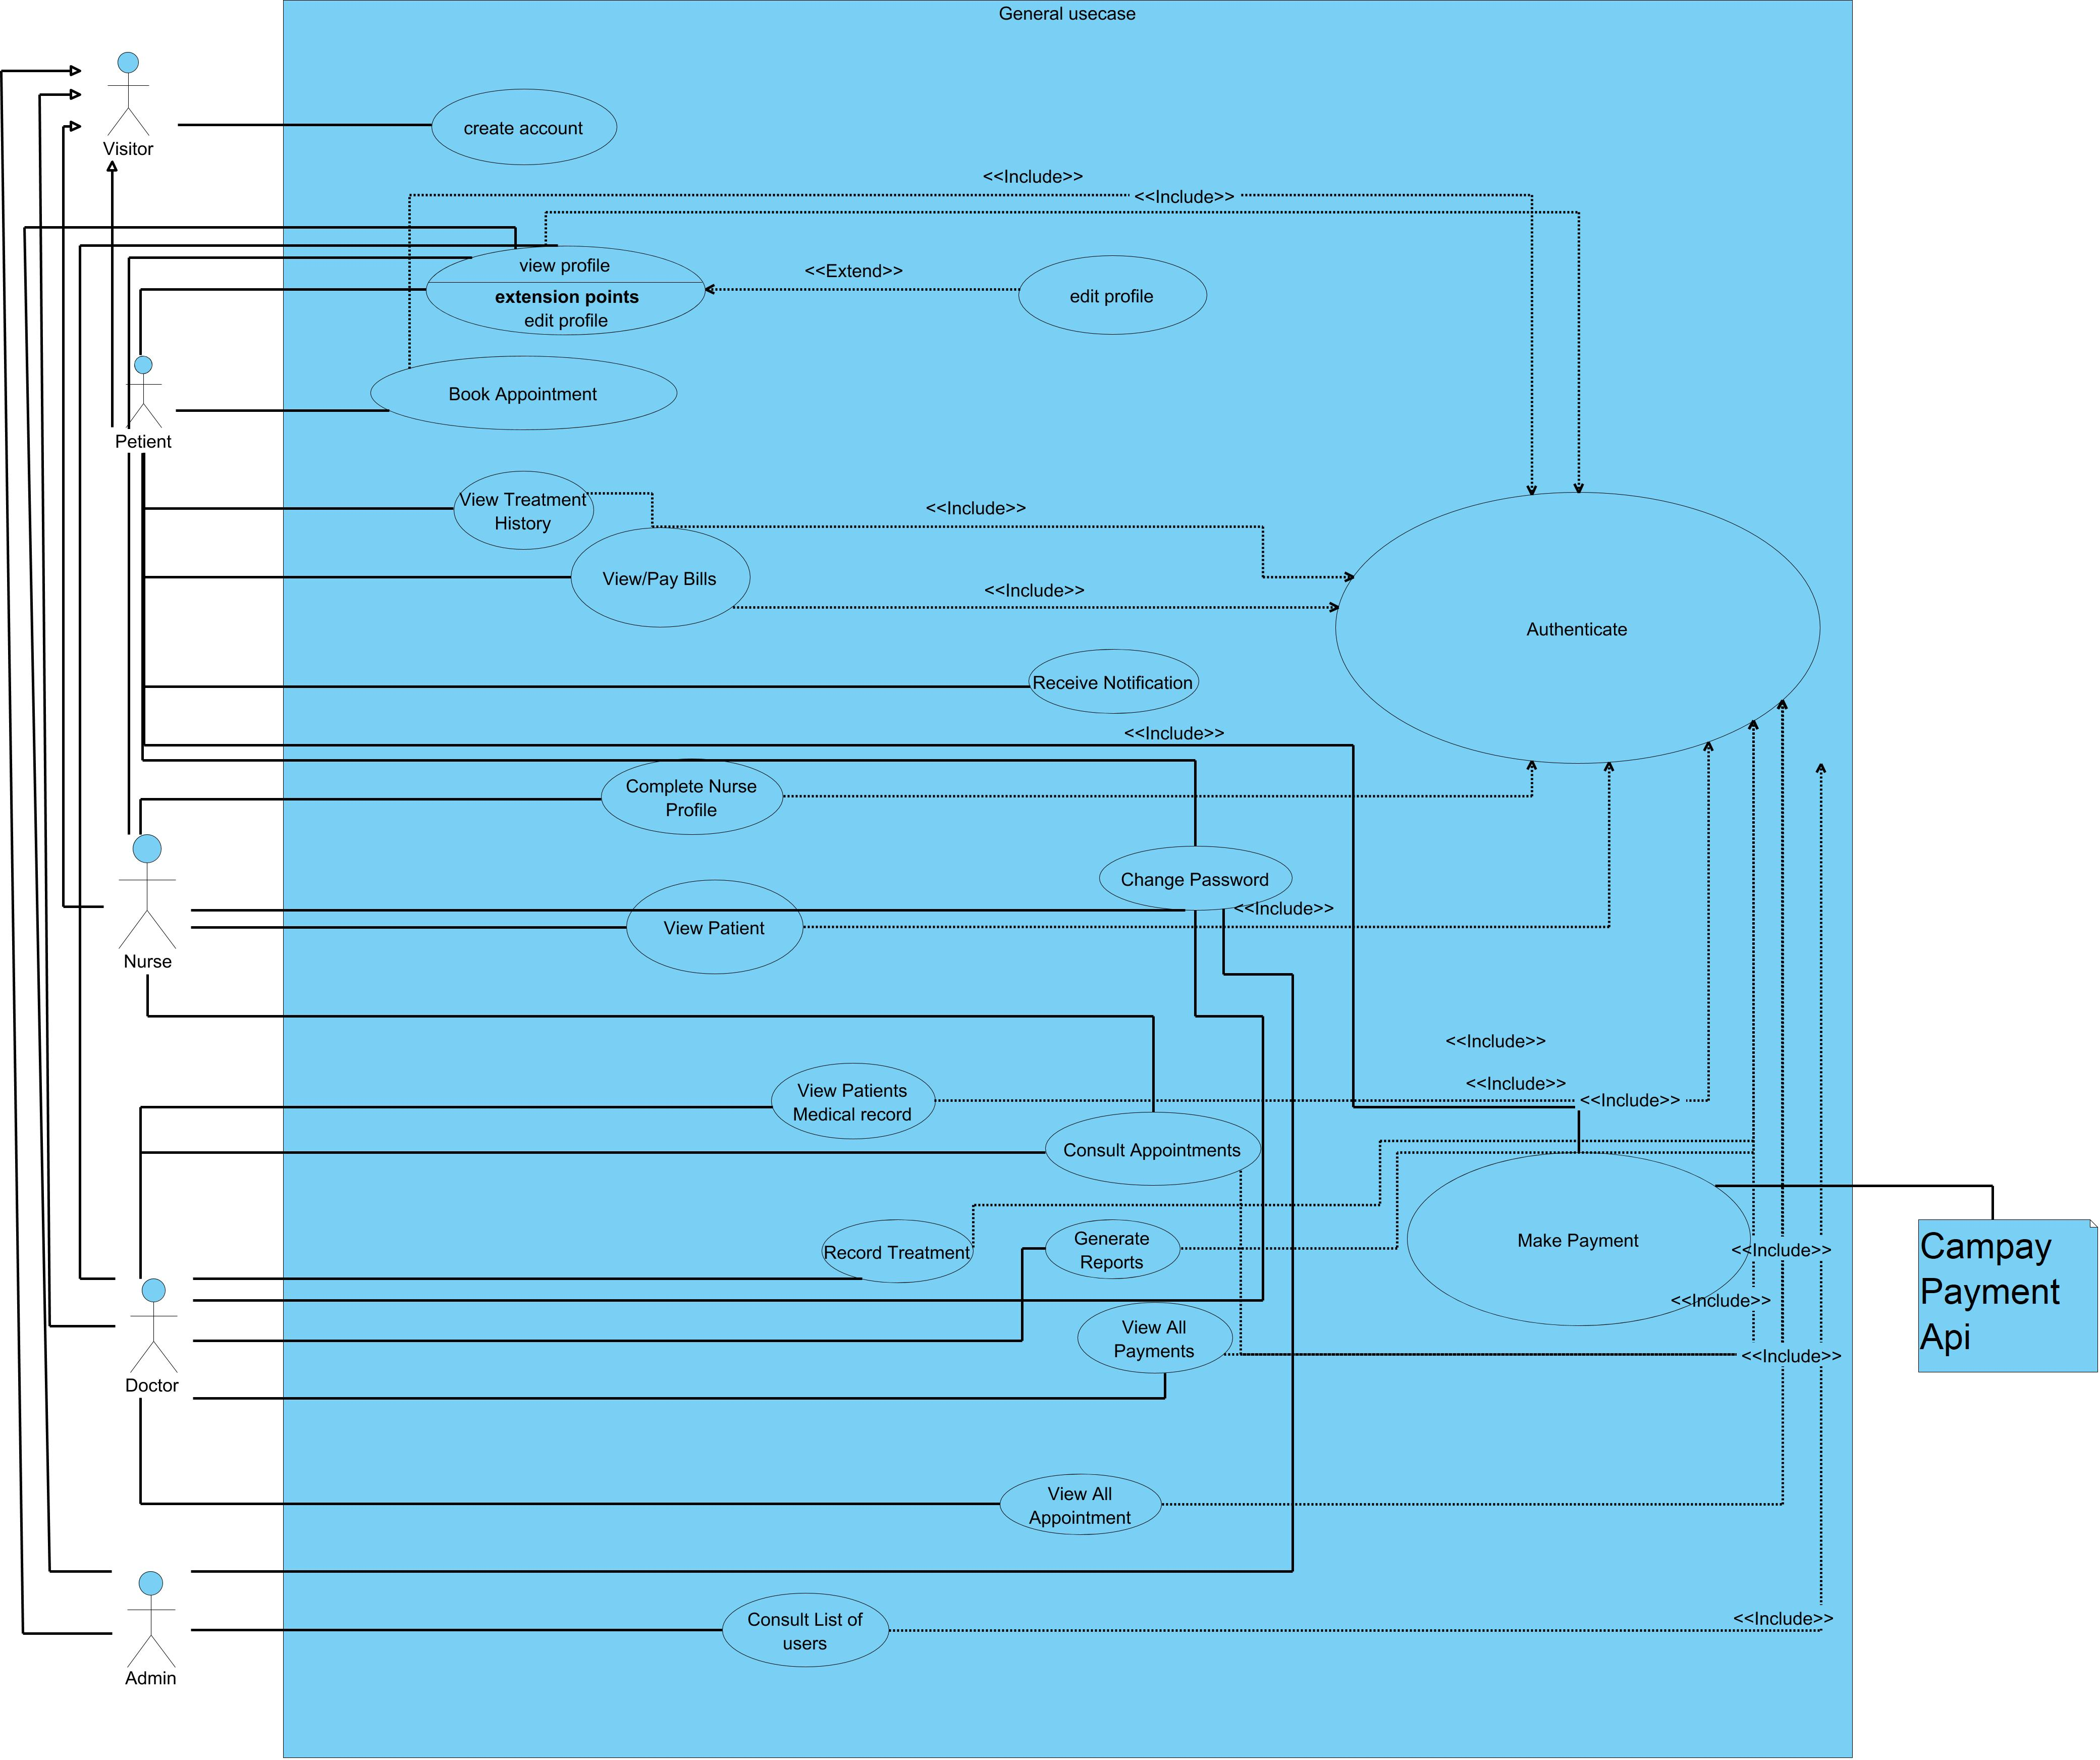 General usecase
Visitor
create account
<<Include>>
<<Include>>
view profile
extension points
edit profile
<<Extend>>
edit profile
Book Appointment
Petient
View Treatment
History
<<Include>>
View/Pay Bills
<<Include>>
Authenticate
Receive Notification
<<Include>>
Complete Nurse
Profile
Change Password
<<Include>>
View Patient
Nurse
<<Include>>
<<Include>>
View Patients
Medical record
<<Include>>
Consult Appointments
Record Treatment
Generate
Reports
Make Payment
<<Include>>
Campay
Payment
Api
<<Include>>
View All
Payments
<<Include>>
Doctor
View All
Appointment
Consult List of
users
<<Include>>
Admin